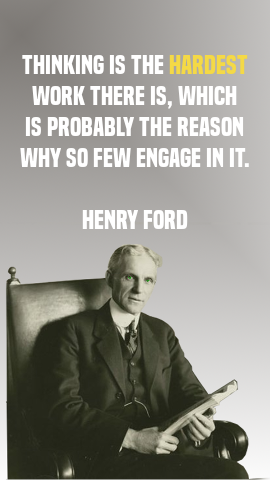 THINKING IS THE HARDEST
WORK THERE IS, WHICH
IS PROBABLY THE REASON
WHY SO FEW ENGAGE IN IT.
HENRY FORD